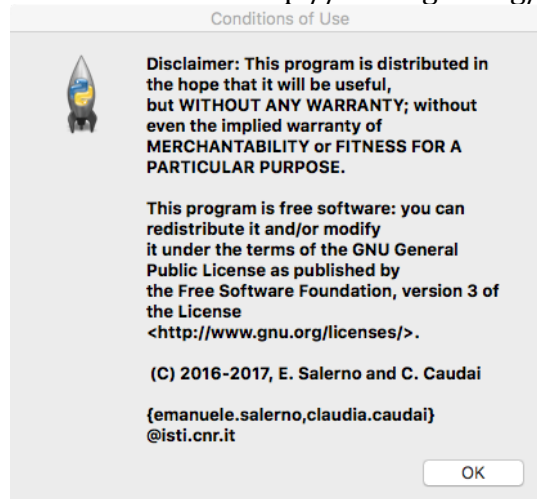 Conditions of Use
Disclaimer: This program is distributed in
the hope that it will be useful,
but WITHOUT ANY WARRANTY; without
even the implied warranty of
MERCHANTABILITY or FITNESS FOR A
PARTICULAR PURPOSE.
This program is free software: you can
redistribute it and/or modify
it under the terms of the GNU General
Public License as published by
the Free Software Foundation, version 3 of
the License
<http://www.gnu.org/licenses/>.
(C) 2016-2017, E. Salerno and C. Caudai
{emanuele.salerno,claudia.caudai}
@isti.cnr.it
OK